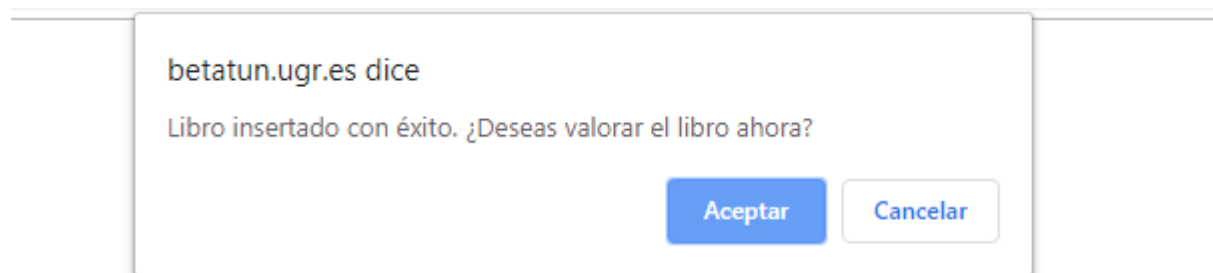 betatun.ugr.es dice
Libro insertado con éxito. ¿Deseas valorar el libro ahora?
Aceptar Cancelar